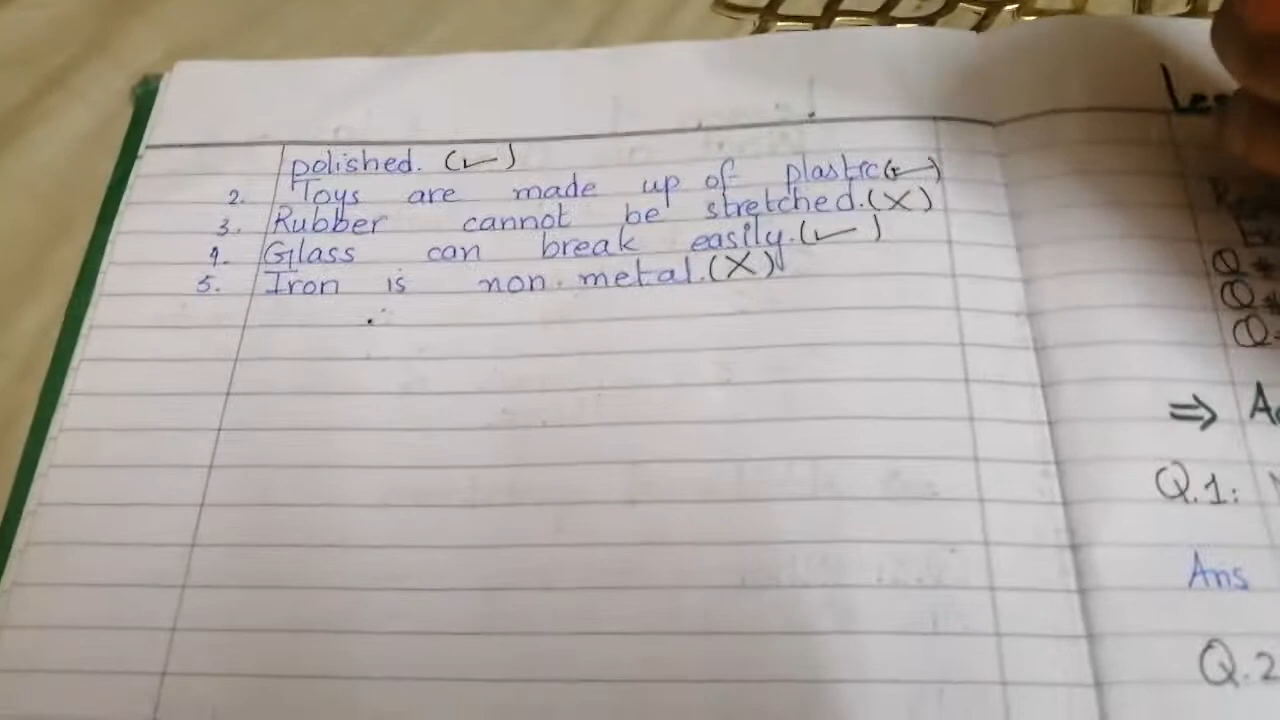 polished. (✓)
2. Toys are made up of plastic(✓)
3. Rubber cannot be stretched.(X)
4. Glass can break easily.(✓)
5. Iron is non-metal.(X)
Q
Q
Q
⇒
Q.1:
Ans
Q.2